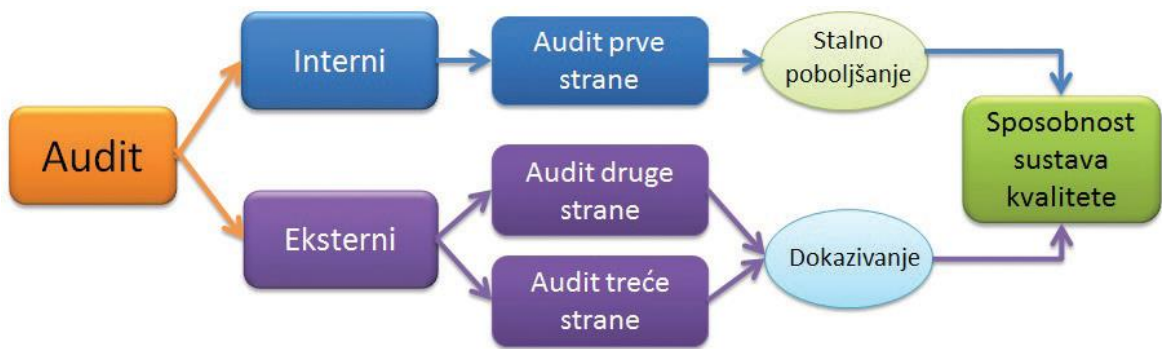 Audit
Interni
Audit prve
strane
Stalno
poboljšanje
Eksterni
Audit druge
strane
Audit treće
strane
Dokazivanje
Sposobnost
sustava
kvalitete